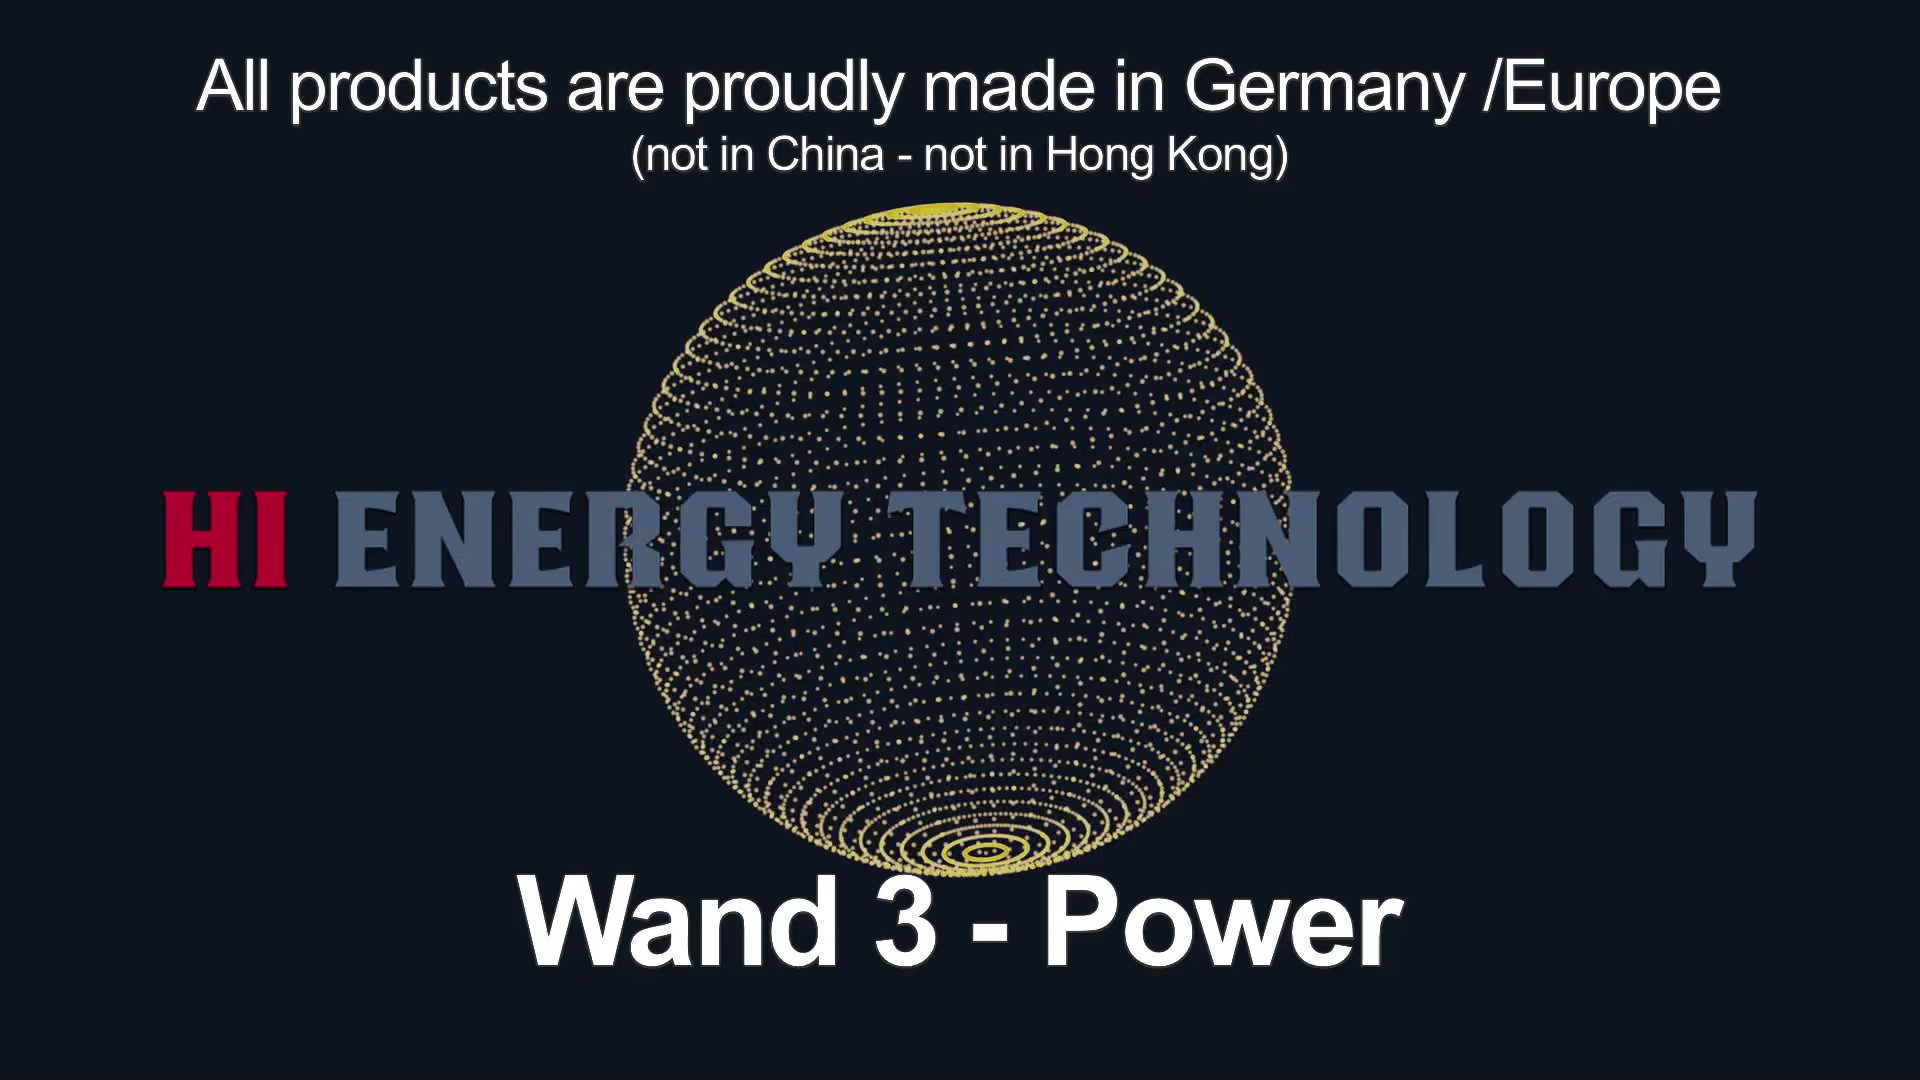 All products are proudly made in Germany /Europe
(not in China - not in Hong Kong)
HI ENERGY TECHNOLOGY
Wand 3 - Power